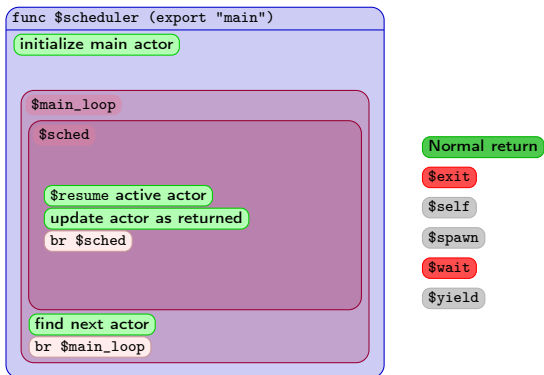 func $scheduler (export "main")
initialize main actor
$main_loop
$sched
$resume active actor
update actor as returned
br $sched
find next actor
br $main_loop
Normal return
$exit
$self
$spawn
$wait
$yield